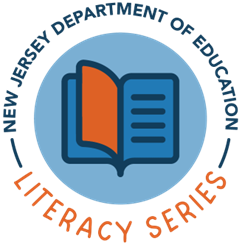 NEW JERSEY DEPARTMENT OF EDUCATION
LITERACY SERIES